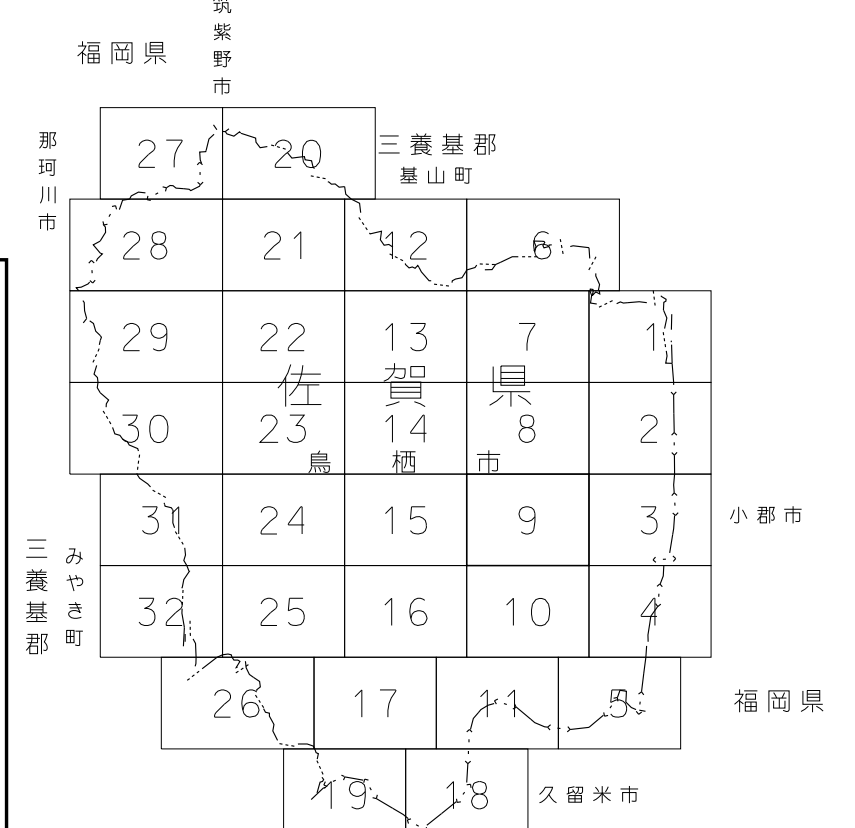 筑紫野市
福岡県
那珂川市
27 20
三養基郡
基山町
28 21 12 6
29 22 13 7 1
佐賀県
30 23 14 8 2
鳥栖市
31 24 15 9 3
小郡市
三養基郡
みやき町
32 25 16 10 4
26 17 11 5
福岡県
19 18
久留米市